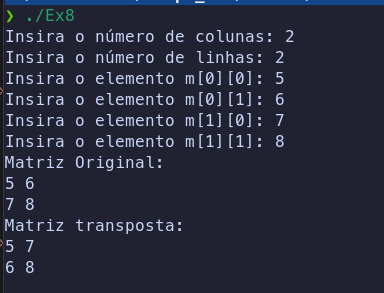 ❯ ./Ex8
Insira o número de colunas: 2
Insira o número de linhas: 2
Insira o elemento m[0][0]: 5
Insira o elemento m[0][1]: 6
Insira o elemento m[1][0]: 7
Insira o elemento m[1][1]: 8
Matriz Original:
5 6
7 8
Matriz transposta:
5 7
6 8